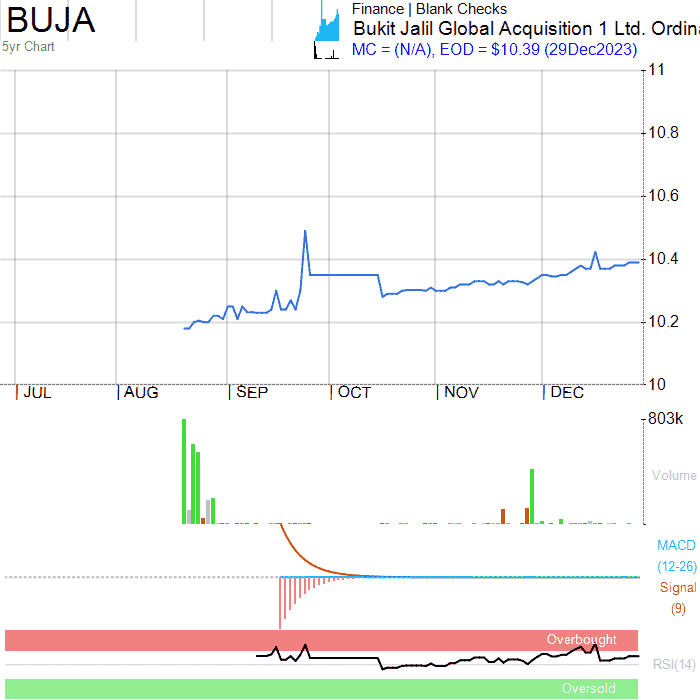 BUJA
5yr Chart
Finance | Blank Checks
Bukit Jalil Global Acquisition 1 Ltd. Ordina
MC = (N/A), EOD = $10.39 (29Dec2023)
11
10.8
10.6
10.4
10.2
10
JUL
AUG
SEP
OCT
NOV
DEC
803k
Volume
MACD
(12-26)
Signal
(9)
Overbought
RSI(14)
Oversold